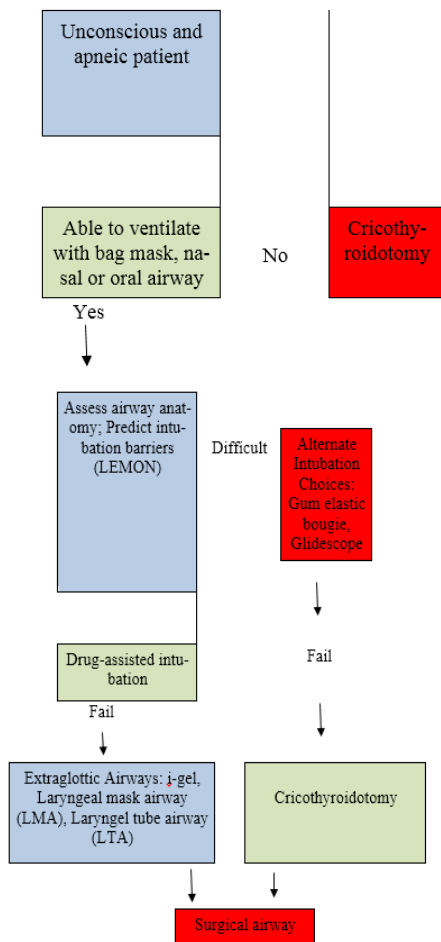 Unconscious and
apneic patient
Able to ventilate
with bag mask, na-
sal or oral airway
No
Cricothy-
roidotomy
Yes
Assess airway anat-
omy; Predict intu-
bation barriers
(LEMON)
Difficult
Alternate
Intubation
Choices:
Gum elastic
bougie,
Glidescope
Drug-assisted intu-
bation
Fail
Fail
Extraglottic Airways: i-gel,
Laryngeal mask airway
(LMA), Laryngel tube airway
(LTA)
Cricothyroidotomy
Surgical airway